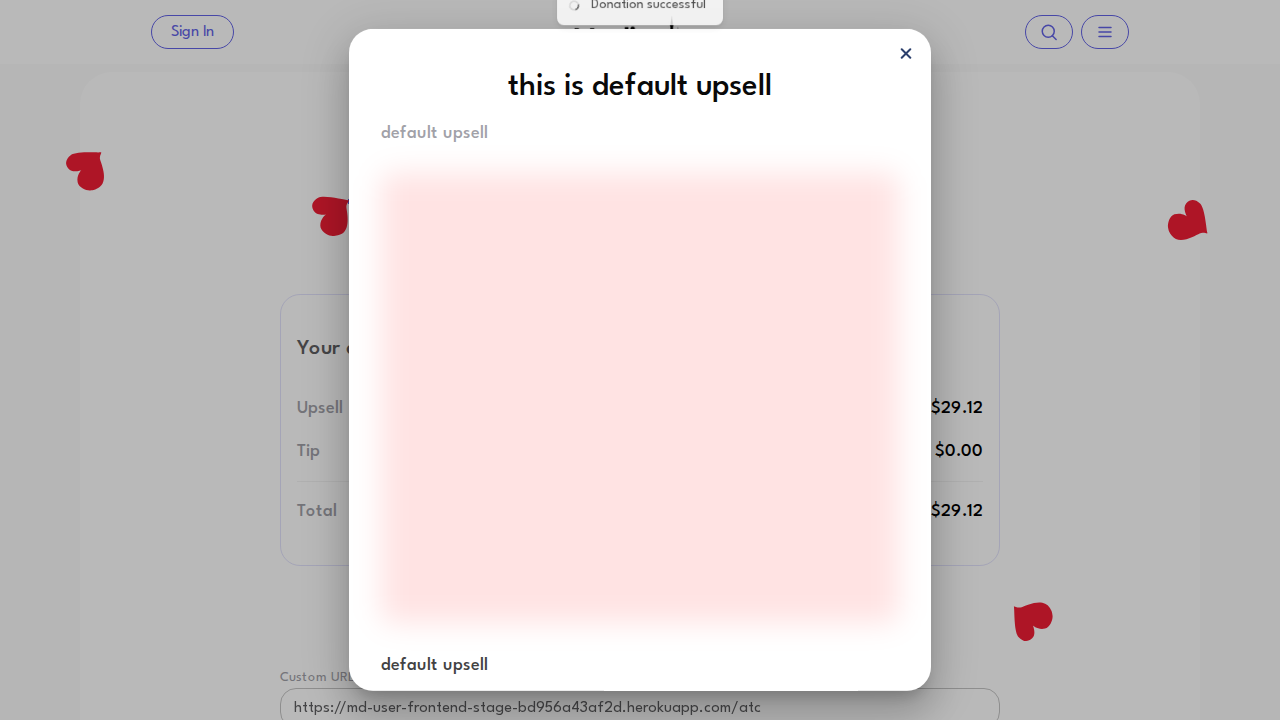 Donation successful
Sign In
this is default upsell
default upsell
Your
Upsell $29.12
Tip $0.00
Total $29.12
default upsell
Custom URL
https://md-user-frontend-stage-bd956a43af2d.herokuapp.com/atc